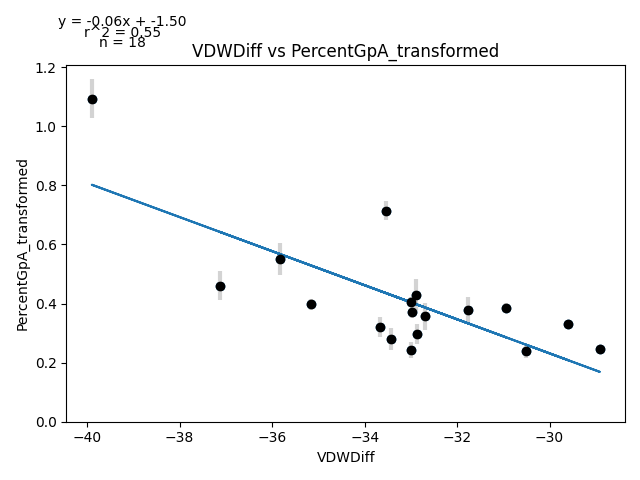 y = -0.06x + -1.50
r^2 = 0.55
n = 18
VDWDiff vs PercentGpA_transformed
1.2
1.0
0.8
0.6
0.4
0.2
0.0
PercentGpA_transformed
−40 −38 −36 −34 −32 −30
VDWDiff